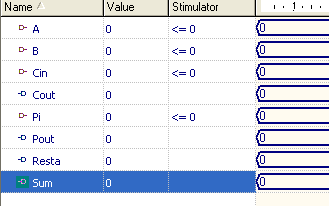 Name Value Stimulator 1
A 0 <= 0 0
B 0 <= 0 0
Cin 0 <= 0 0
Cout 0 0
Pi 0 <= 0 0
Pout 0 0
Resta 0 0
Sum 0 0